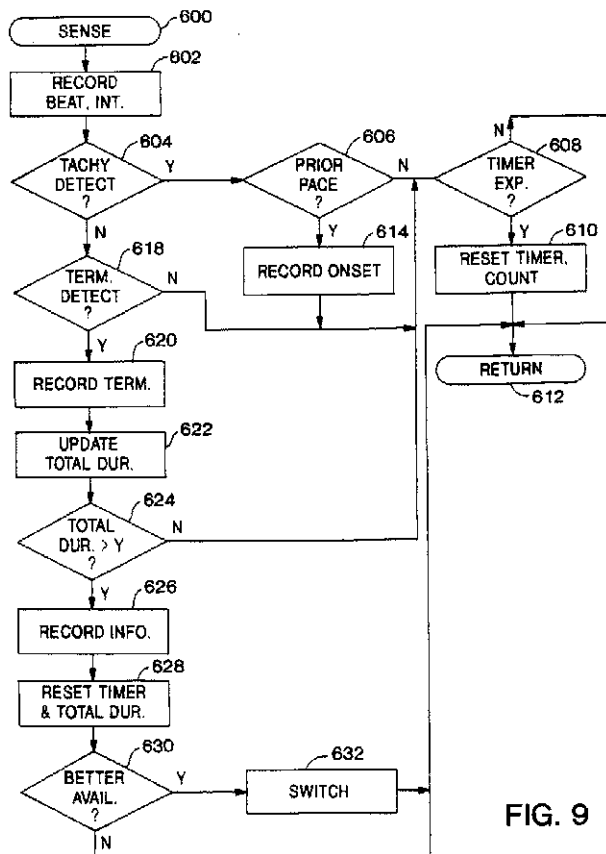 600
SENSE
602
RECORD
BEAT, INT.
604
TACHY
DETECT
?
Y
N
606
PRIOR
PACE
?
N
Y
608
N
TIMER
EXP.
?
Y
614
RECORD ONSET
610
RESET TIMER,
COUNT
RETURN
612
618
TERM.
DETECT
?
N
Y
620
RECORD TERM.
622
UPDATE
TOTAL DUR.
624
TOTAL
DUR. > Y
?
N
Y
626
RECORD INFO.
628
RESET TIMER
& TOTAL DUR.
630
BETTER
AVAIL.
?
Y
N
632
SWITCH
FIG. 9